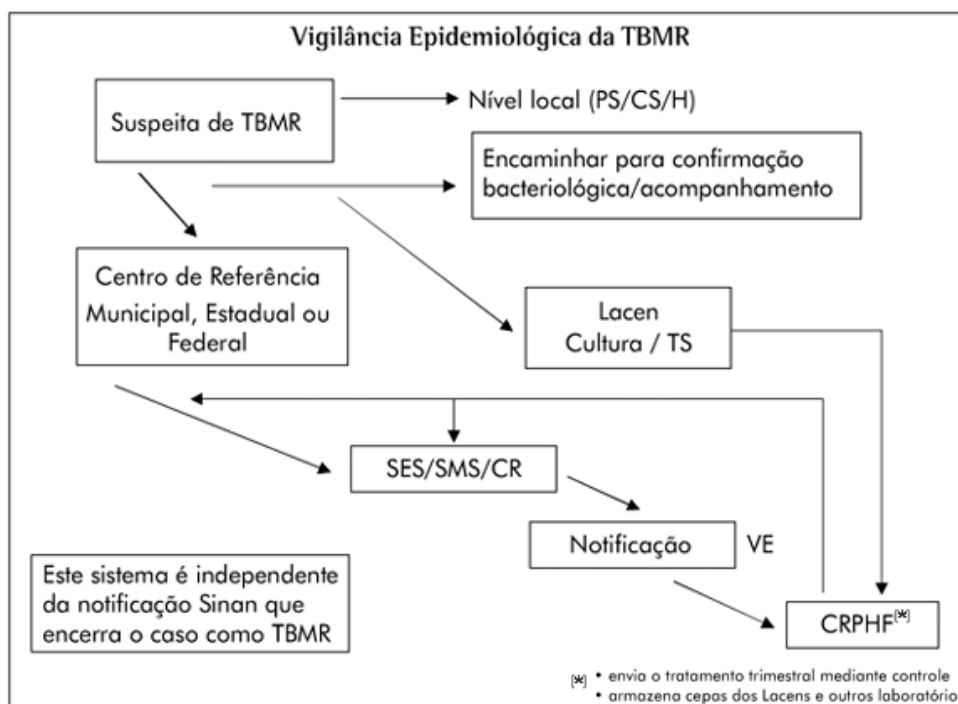 Vigilância Epidemiológica da TBMR
Suspeita de TBMR
Nível local (PS/CS/H)
Encaminhar para confirmação
bacteriológica/acompanhamento
Centro de Referência
Municipal, Estadual ou
Federal
Lacen
Cultura / TS
SES/SMS/CR
Notificação VE
Este sistema é independente
da notificação Sinan que
encerra o caso como TBMR
CRPHF[*]
[*] • envia o tratamento trimestral mediante controle
• armazena cepas dos Lacens e outros laboratório